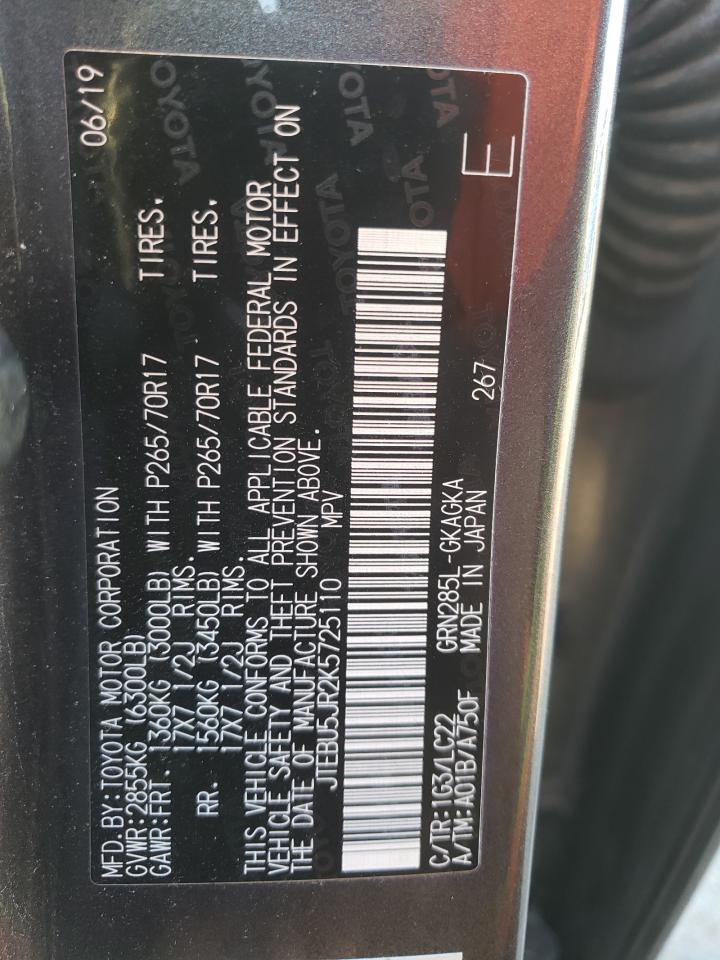 MFD.BY:TOYOTA MOTOR CORPORATION 06/19
GVWR:2855KG (6300LB)
GAWR:FRT. 1360KG (3000LB) WITH P265/70R17 TIRES.
17X7 1/2J RIMS.
RR. 1560KG (3450LB) WITH P265/70R17 TIRES.
17X7 1/2J RIMS.
THIS VEHICLE CONFORMS TO ALL APPLICABLE FEDERAL MOTOR
VEHICLE SAFETY AND THEFT PREVENTION STANDARDS IN EFFECT ON
THE DATE OF MANUFACTURE SHOWN ABOVE.
JTEBU5JR2K5725110 MPV
C/TR:1G3/LC22 GRN285L-GKAGKA
A/TM:A01B/A750F MADE IN JAPAN 267 E